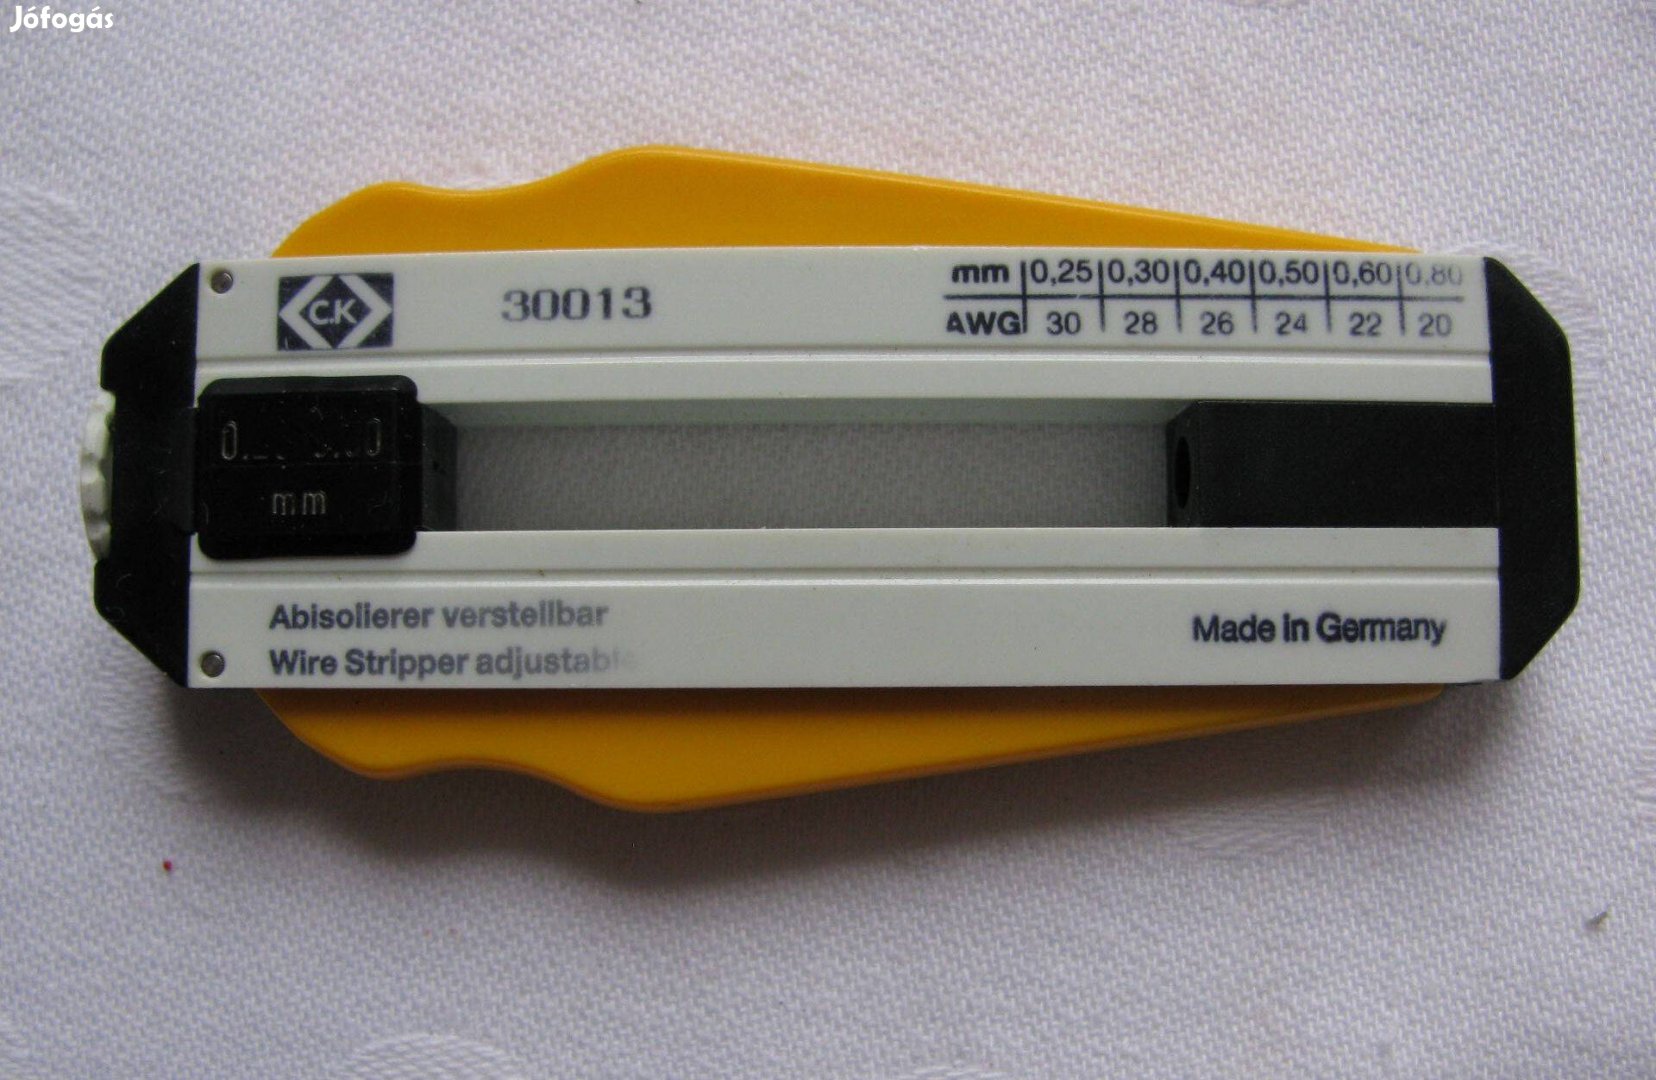 Jófogás
C.K
30013
mm 0,25 0,30 0,40 0,50 0,60 0,80
AWG 30 28 26 24 22 20
mm
Abisolierer verstellbar
Wire Stripper adjustable
Made in Germany